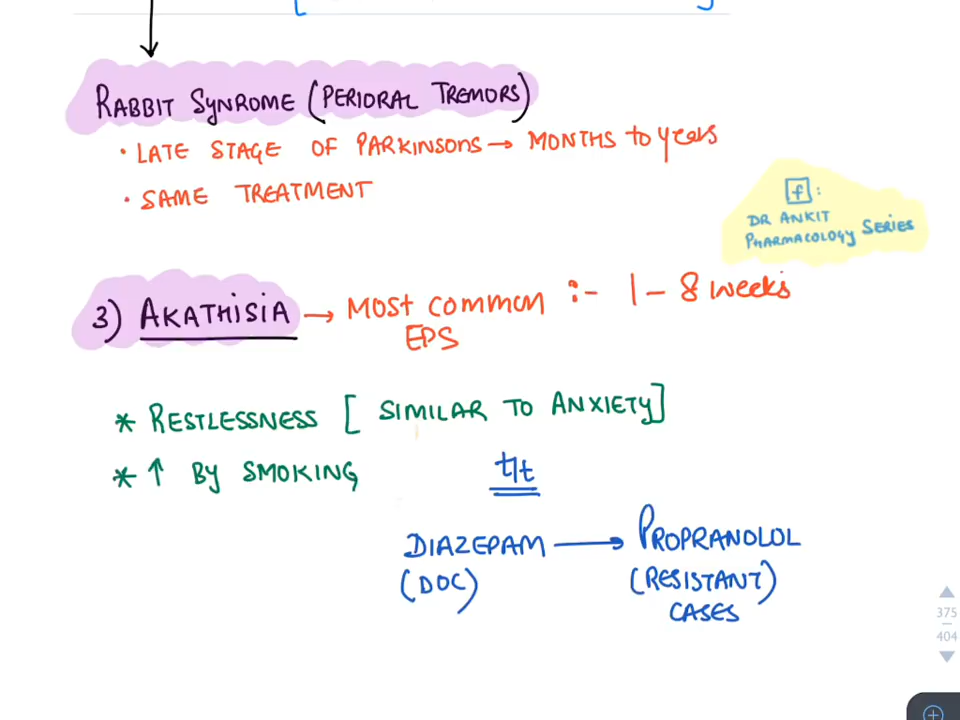 RABBIT SYNROME (PERIORAL TREMORS)
• LATE STAGE OF PARKINSONS → MONTHS to years
• SAME TREATMENT
f :
DR ANKIT
PHARMACOLOGY SERIES
3) AKATHISIA → MOST COMMON EPS :- 1 - 8 weeks
* RESTLESSNESS [SIMILAR TO ANXIETY]
* ↑ By SMOKING
t/t
DIAZEPAM → PROPRANOLOL
(DOC) (RESISTANT)
CASES
375
404